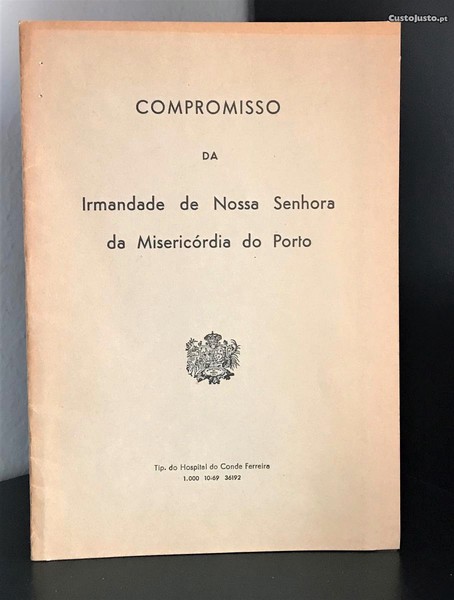 CustoJusto.pt
COMPROMISSO
DA
Irmandade de Nossa Senhora
da Misericórdia do Porto
Tip. do Hospital do Conde Ferreira
1.000 10-69 36192